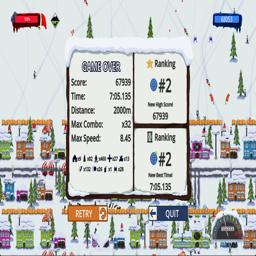 GAME OVER
Score: 67939
Time: 7:05.135
Distance: 2000m
Max Combo: x32
Max Speed: 8.45
Ranking
#2
New High Score!
67939
Ranking
#2
New Best Time!
7:05.135
RETRY
QUIT